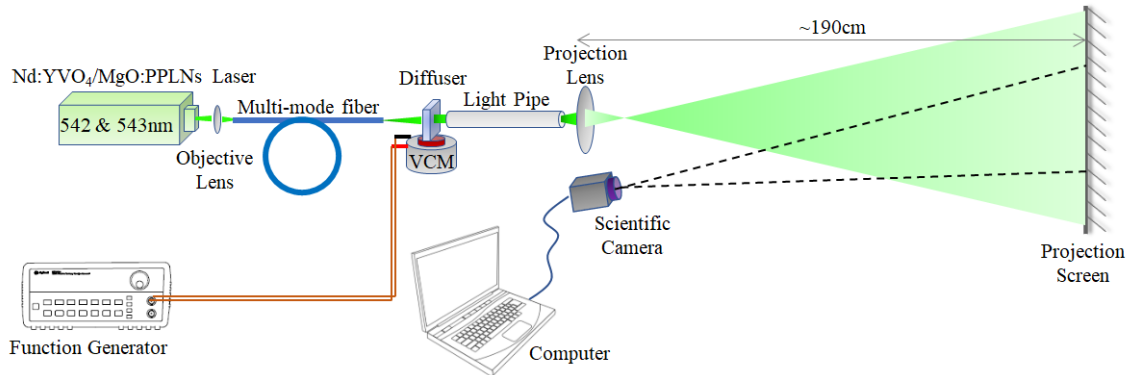 ~190cm
Projection
Lens
Nd:YVO₄/MgO:PPLNs Laser
Diffuser
Multi-mode fiber
Light Pipe
542 & 543nm
Objective
Lens
VCM
Scientific
Camera
Projection
Screen
Function Generator
Computer